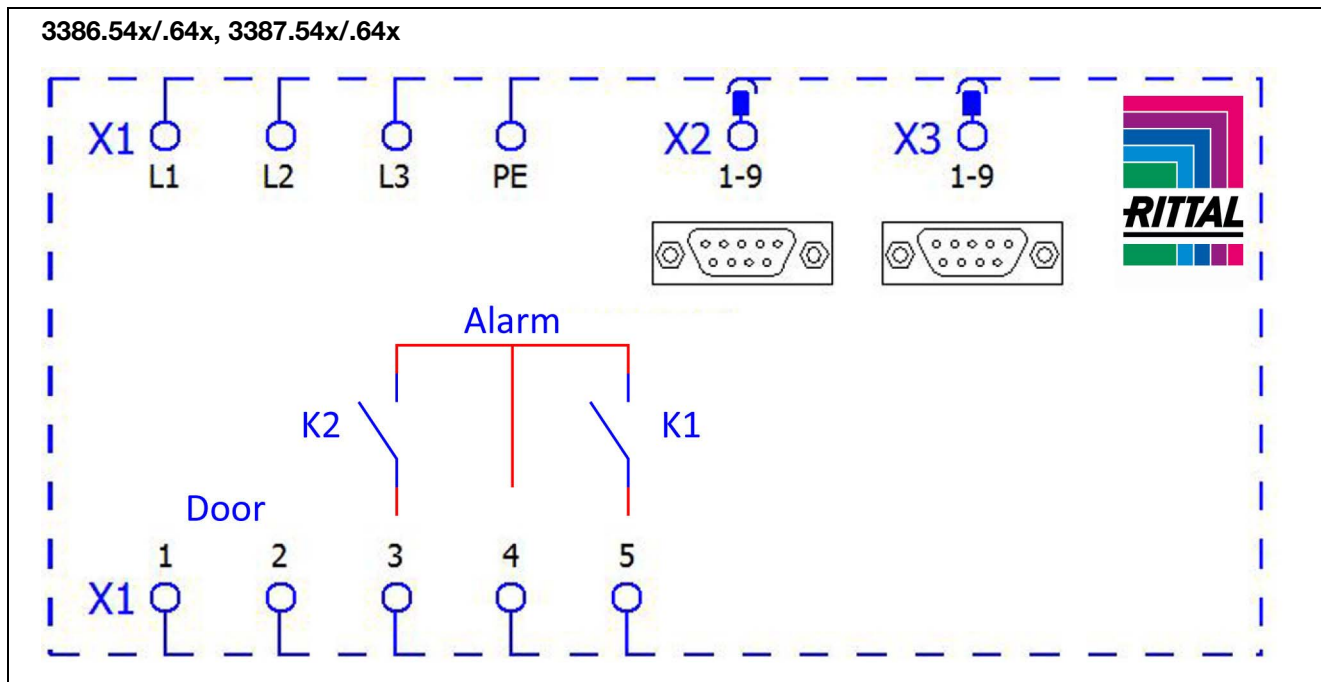 3386.54x/.64x, 3387.54x/.64x
X1 X2 X3
L1 L2 L3 PE 1-9 1-9
RITTAL
Alarm
K2 K1
Door
1 2 3 4 5
X1